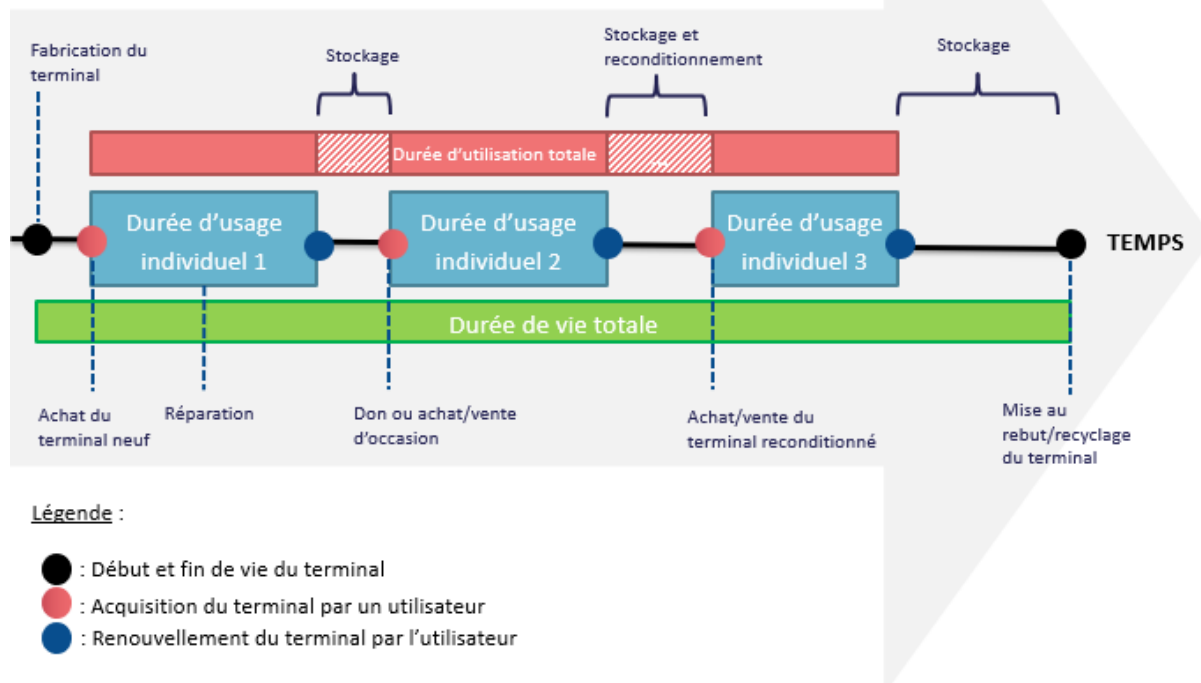 Fabrication du
terminal
Stockage
Stockage et
reconditionnement
Stockage
...
Durée d'utilisation totale
...
Durée d'usage
individuel 1
Durée d'usage
individuel 2
Durée d'usage
individuel 3
TEMPS
Durée de vie totale
Achat du
terminal neuf
Réparation
Don ou achat/vente
d'occasion
Achat/vente du
terminal reconditionné
Mise au
rebut/recyclage
du terminal
Légende :
: Début et fin de vie du terminal
: Acquisition du terminal par un utilisateur
: Renouvellement du terminal par l'utilisateur